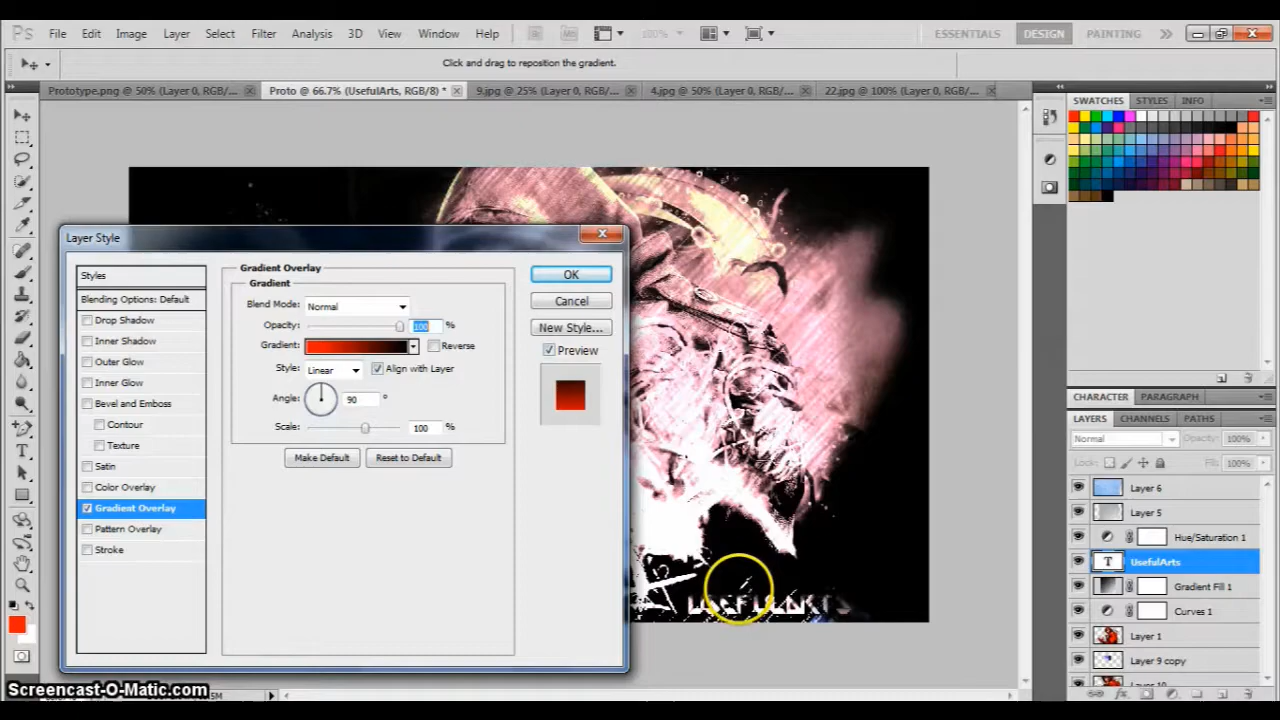 Ps File Edit Image Layer Select Filter Analysis 3D View Window Help 100% ESSENTIALS DESIGN PAINTING
Click and drag to reposition the gradient.
Prototype.png @ 50% (Layer 0, RGB/... Proto @ 66.7% (UsefulArts, RGB/8) * 9.jpg @ 25% (Layer 0, RGB/... 4.jpg @ 50% (Layer 0, RGB/... 22.jpg @ 100% (Layer 0, RGB/...
SWATCHES STYLES INFO
Layer Style
Styles
Blending Options: Default
Drop Shadow
Inner Shadow
Outer Glow
Inner Glow
Bevel and Emboss
Contour
Texture
Satin
Color Overlay
Gradient Overlay
Pattern Overlay
Stroke
Gradient Overlay
Gradient
Blend Mode: Normal
Opacity: 100 %
Gradient: Reverse
Style: Linear Align with Layer
Angle: 90 °
Scale: 100 %
Make Default Reset to Default
OK
Cancel
New Style...
Preview
USEFULARTS
CHARACTER PARAGRAPH
LAYERS CHANNELS PATHS
Normal Opacity: 100%
Lock: Fill: 100%
Layer 6
Layer 5
Hue/Saturation 1
T UsefulArts
Gradient Fill 1
Curves 1
Layer 1
Layer 9 copy
Layer 10
Screencast-O-Matic.com